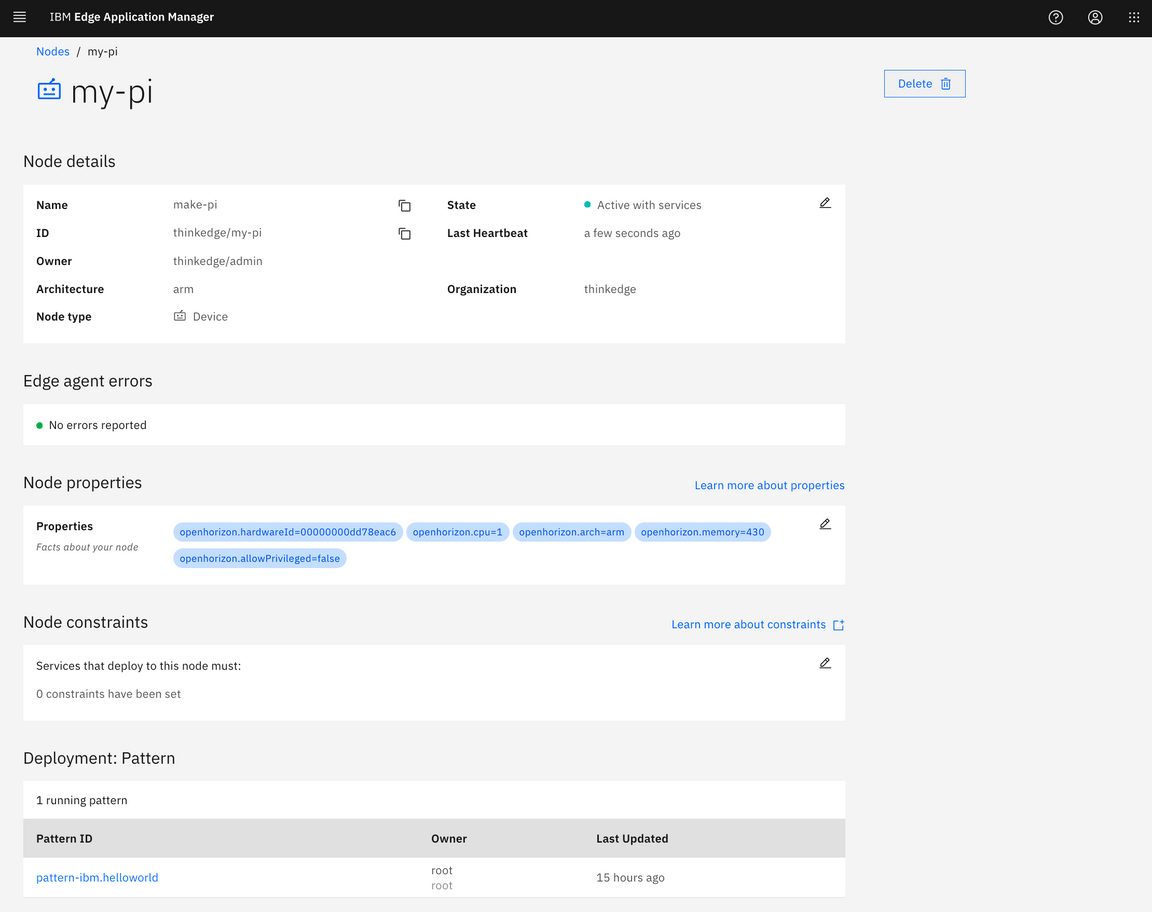 IBM Edge Application Manager
Nodes / my-pi
my-pi
Delete
Node details
Name make-pi State Active with services
ID thinkedge/my-pi Last Heartbeat a few seconds ago
Owner thinkedge/admin
Architecture arm Organization thinkedge
Node type Device
Edge agent errors
No errors reported
Node properties Learn more about properties
Properties openhorizon.hardwareId=00000000dd78eac6 openhorizon.cpu=1 openhorizon.arch=arm openhorizon.memory=430
Facts about your node openhorizon.allowPrivileged=false
Node constraints Learn more about constraints
Services that deploy to this node must:
0 constraints have been set
Deployment: Pattern
1 running pattern
Pattern ID Owner Last Updated
pattern-ibm.helloworld root 15 hours ago
root